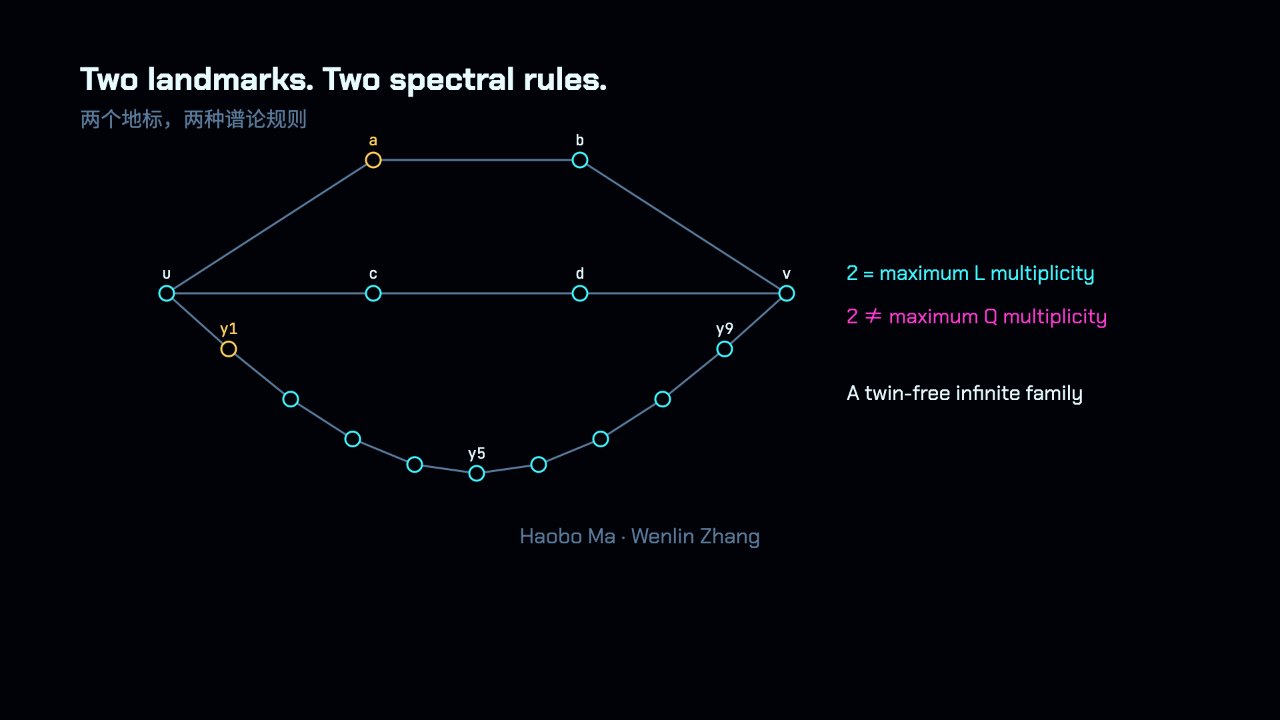 Two landmarks. Two spectral rules.
两个地标，两种谱论规则
a
b
u
c
d
v
y1
y9
y5
2 = maximum L multiplicity
2 ≠ maximum Q multiplicity
A twin-free infinite family
Haobo Ma · Wenlin Zhang